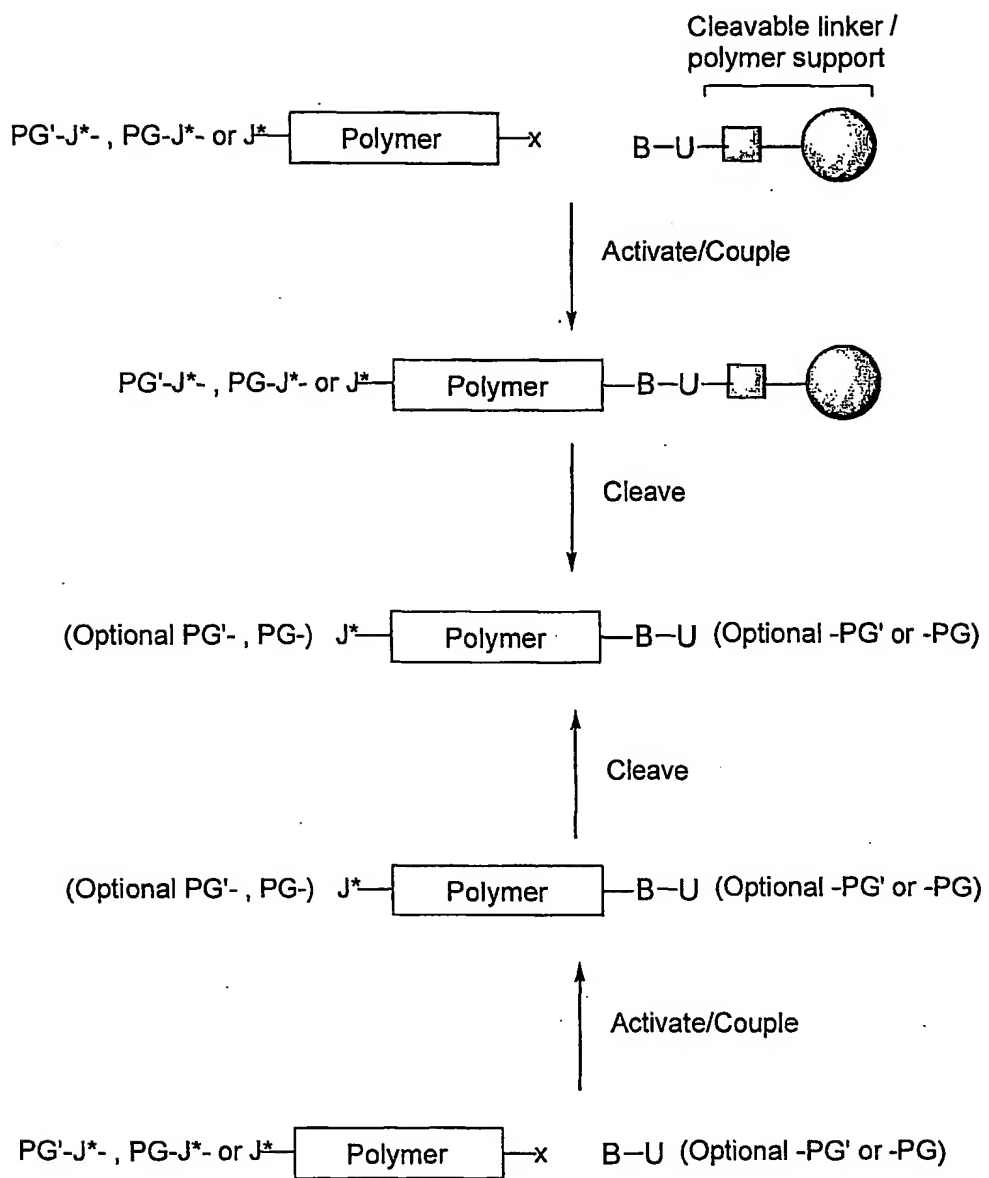 Cleavable linker /
polymer support
PG'-J*- , PG-J*- or J* Polymer x B-U
Activate/Couple
PG'-J*- , PG-J*- or J* Polymer B-U
Cleave
(Optional PG'- , PG-) J* Polymer B-U (Optional -PG' or -PG)
Cleave
(Optional PG'- , PG-) J* Polymer B-U (Optional -PG' or -PG)
Activate/Couple
PG'-J*- , PG-J*- or J* Polymer x B-U (Optional -PG' or -PG)